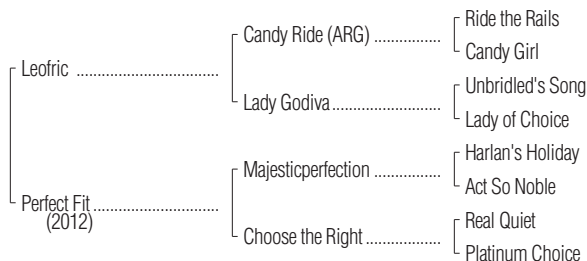 Ride the Rails
Candy Ride (ARG) ..................
Candy Girl
Leofric .......................................
Unbridled's Song
Lady Godiva...........................
Lady of Choice
Harlan's Holiday
Majesticperfection ..................
Act So Noble
Perfect Fit ..................................
(2012)
Real Quiet
Choose the Right.....................
Platinum Choice